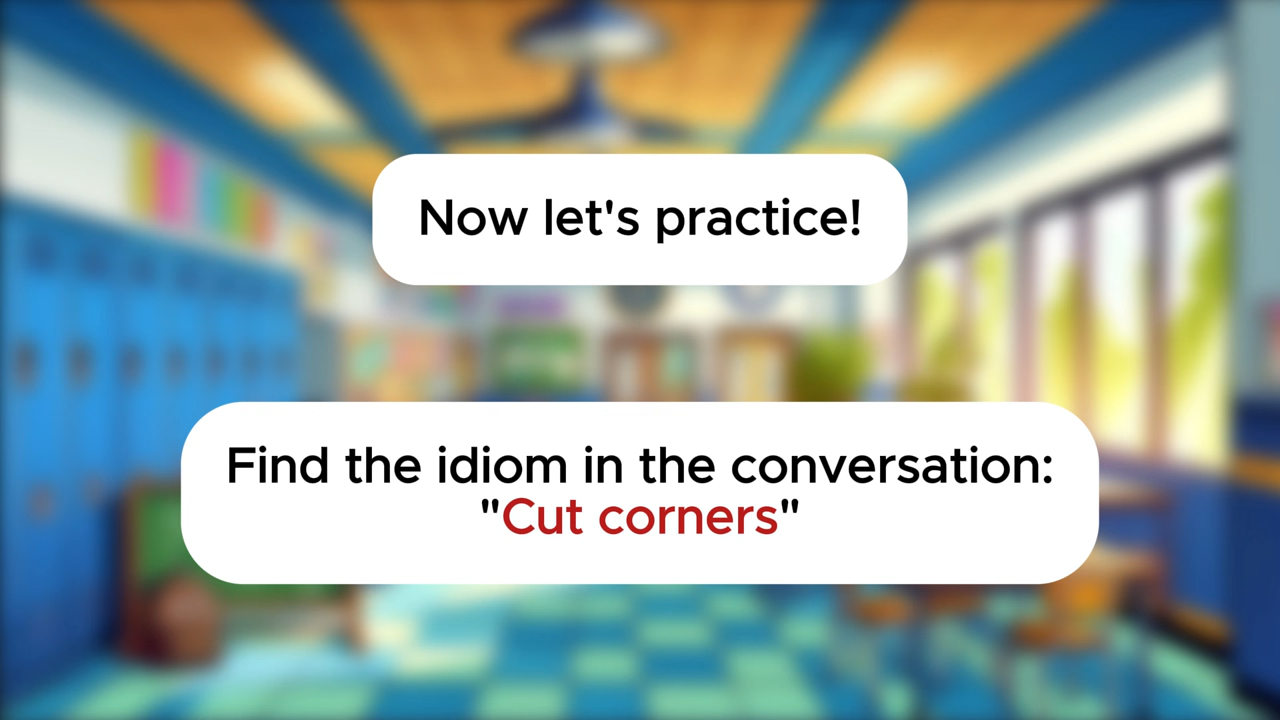 Now let's practice!
Find the idiom in the conversation:
"Cut corners"